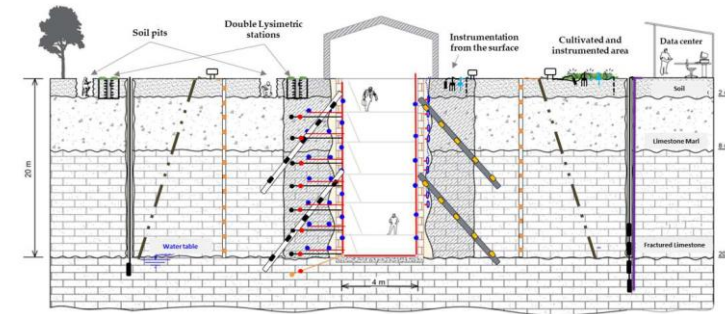 Soil pits
Double Lysimetric
stations
Instrumentation
from the surface
Cultivated and
instrumented area
Data center
Soil
Limestone Marl
20 m
Watertable
Fractured Limestone
4 m